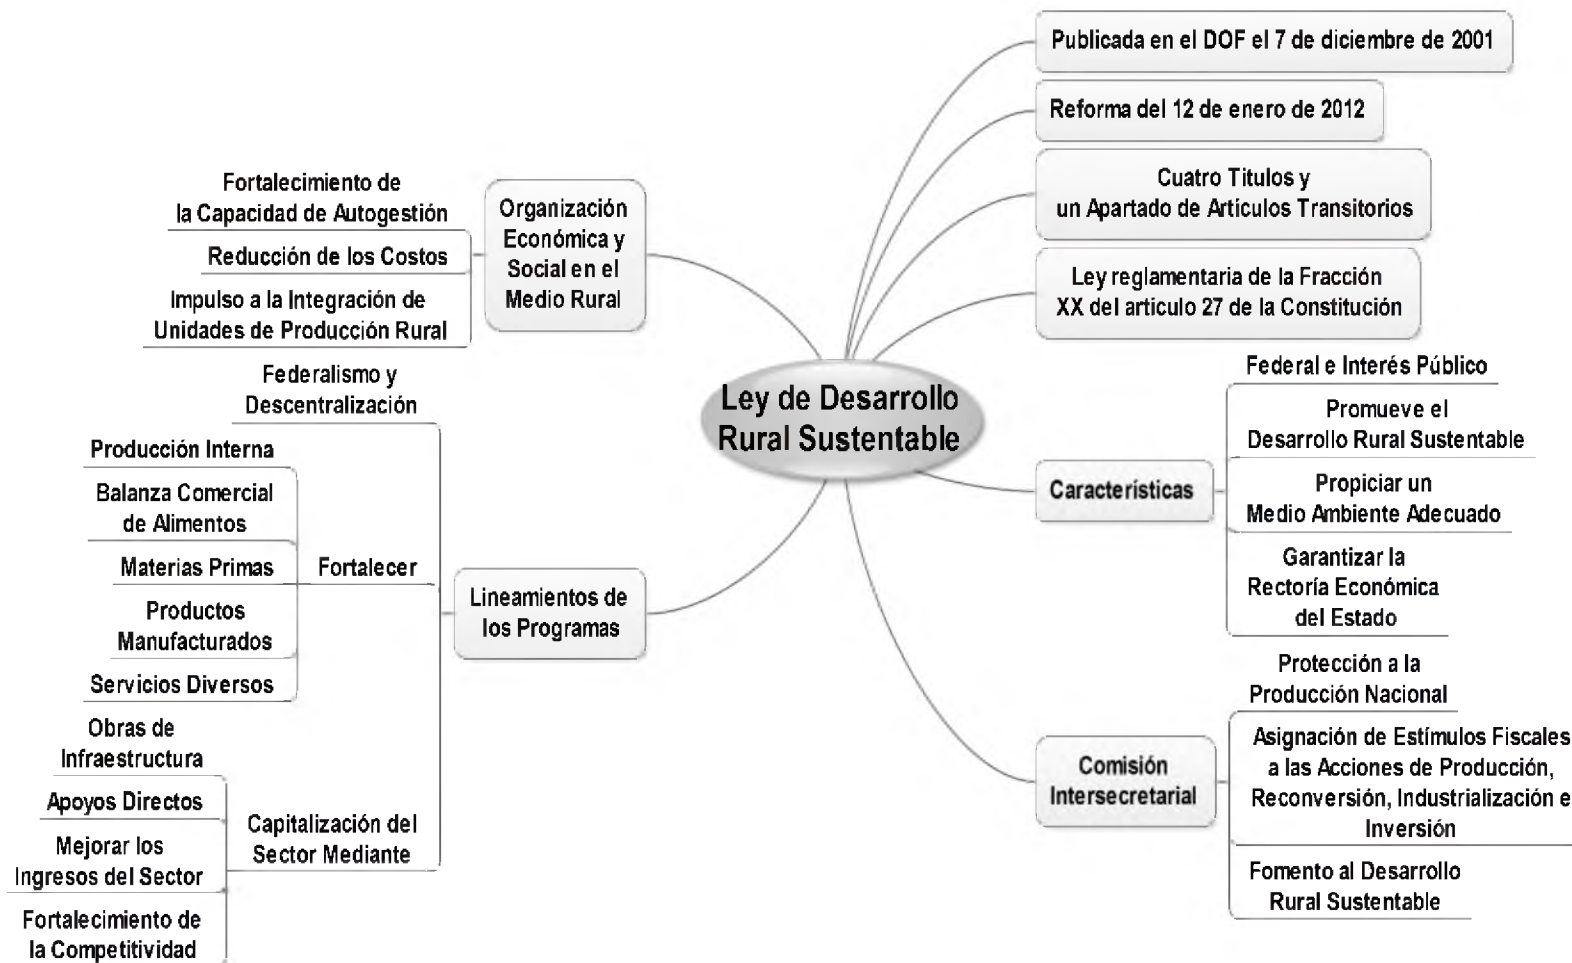 Ley de Desarrollo
Rural Sustentable
Publicada en el DOF el 7 de diciembre de 2001
Reforma del 12 de enero de 2012
Cuatro Titulos y
un Apartado de Articulos Transitorios
Ley reglamentaria de la Fracción
XX del articulo 27 de la Constitución
Características
Federal e Interés Público
Promueve el
Desarrollo Rural Sustentable
Propiciar un
Medio Ambiente Adecuado
Garantizar la
Rectoría Económica
del Estado
Comisión
Intersecretarial
Protección a la
Producción Nacional
Asignación de Estímulos Fiscales
a las Acciones de Producción,
Reconversión, Industrialización e
Inversión
Fomento al Desarrollo
Rural Sustentable
Organización
Económica y
Social en el
Medio Rural
Fortalecimiento de
la Capacidad de Autogestión
Reducción de los Costos
Impulso a la Integración de
Unidades de Producción Rural
Lineamientos de
los Programas
Federalismo y
Descentralización
Fortalecer
Producción Interna
Balanza Comercial
de Alimentos
Materias Primas
Productos
Manufacturados
Servicios Diversos
Capitalización del
Sector Mediante
Obras de
Infraestructura
Apoyos Directos
Mejorar los
Ingresos del Sector
Fortalecimiento de
la Competitividad